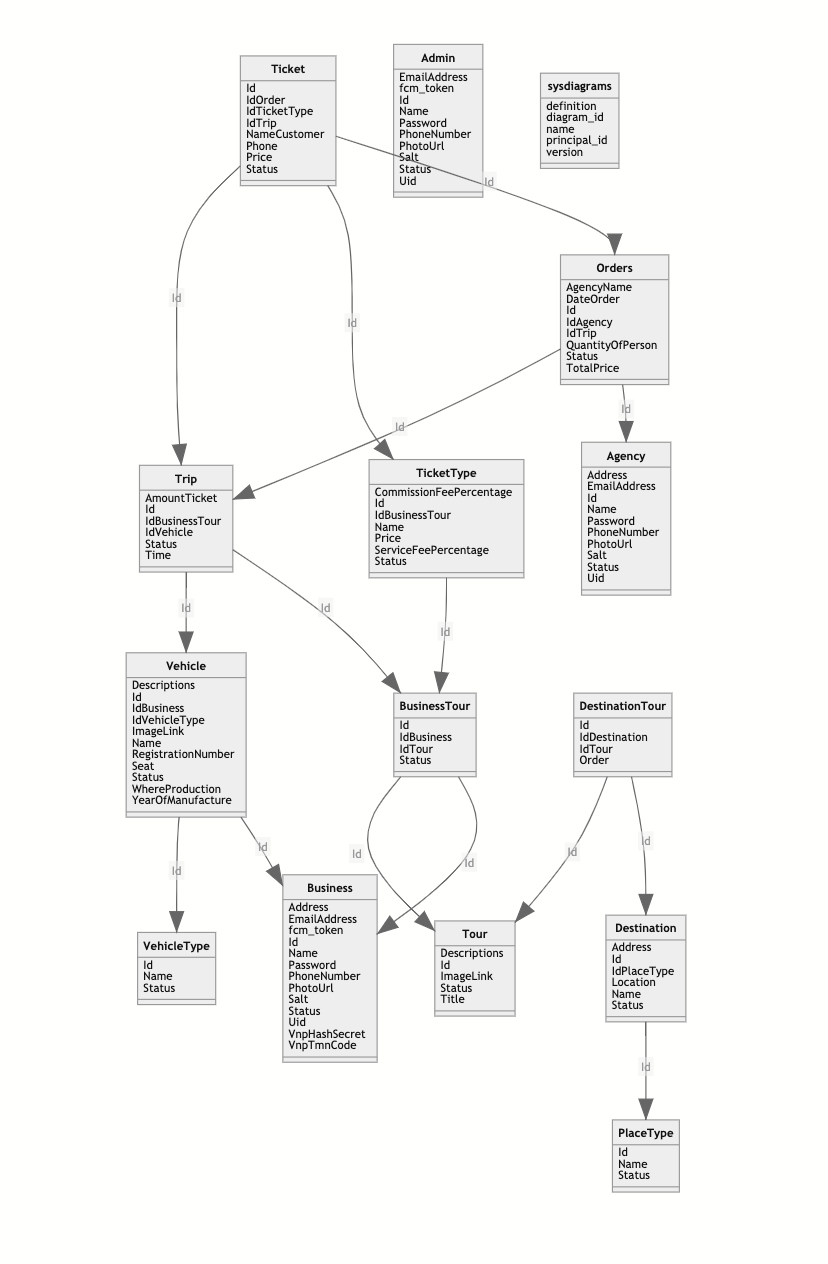 Ticket
Id
IdOrder
IdTicketType
IdTrip
NameCustomer
Phone
Price
Status
Admin
EmailAddress
fcm_token
Id
Name
Password
PhoneNumber
PhotoUrl
Salt
Status
Uid
sysdiagrams
definition
diagram_id
name
principal_id
version
Id
Orders
AgencyName
DateOrder
Id
IdAgency
IdTrip
QuantityOfPerson
Status
TotalPrice
Id
Id
Id
Id
Trip
AmountTicket
Id
IdBusinessTour
IdVehicle
Status
Time
TicketType
CommissionFeePercentage
Id
IdBusinessTour
Name
Price
ServiceFeePercentage
Status
Agency
Address
EmailAddress
Id
Name
Password
PhoneNumber
PhotoUrl
Salt
Status
Uid
Id
Id
Id
Vehicle
Descriptions
Id
IdBusiness
IdVehicleType
ImageLink
Name
RegistrationNumber
Seat
Status
WhereProduction
YearOfManufacture
BusinessTour
Id
IdBusiness
IdTour
Status
DestinationTour
Id
IdDestination
IdTour
Order
Id
Id
Id
Id
Id
Id
VehicleType
Id
Name
Status
Business
Address
EmailAddress
fcm_token
Id
Name
Password
PhoneNumber
PhotoUrl
Salt
Status
Uid
VnpHashSecret
VnpTmnCode
Tour
Descriptions
Id
ImageLink
Status
Title
Destination
Address
Id
IdPlaceType
Location
Name
Status
Id
PlaceType
Id
Name
Status